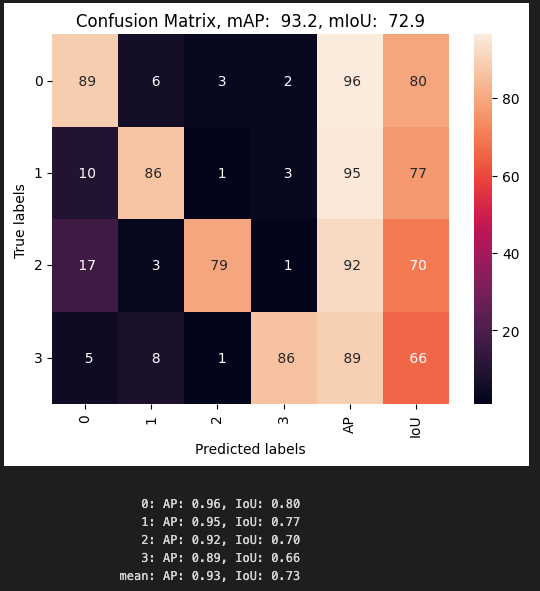 Confusion Matrix, mAP: 93.2, mIoU: 72.9
0 89 6 3 2 96 80
1 10 86 1 3 95 77
2 17 3 79 1 92 70
3 5 8 1 86 89 66
0 1 2 3 AP IoU
True labels
Predicted labels
80
60
40
20
0: AP: 0.96, IoU: 0.80
1: AP: 0.95, IoU: 0.77
2: AP: 0.92, IoU: 0.70
3: AP: 0.89, IoU: 0.66
mean: AP: 0.93, IoU: 0.73